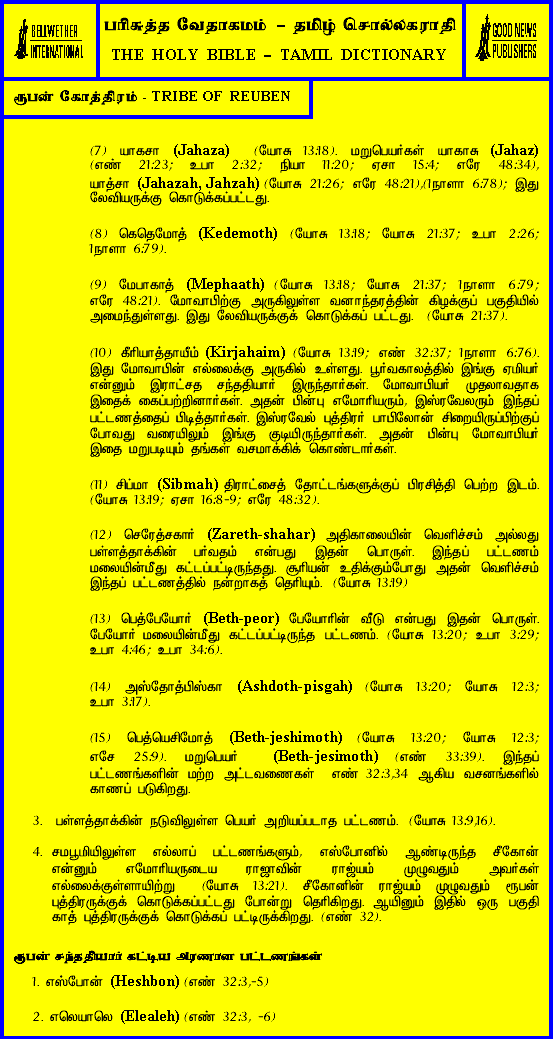 BELLWETHER
INTERNATIONAL
பரிசுத்த வேதாகமம் – தமிழ் சொல்லகராதி
THE HOLY BIBLE – TAMIL DICTIONARY
GOOD NEWS
PUBLISHERS
ரூபன் கோத்திரம் - TRIBE OF REUBEN
(7) யாகசா (Jahaza) (யோசு 13:18). மறுபெயர்கள் யாகாசு (Jahaz)
(எண் 21:23; உபா 2:32; நியா 11:20; ஏசா 15:4; எரே 48:34),
யாத்சா (Jahazah, Jahzah) (யோசு 21:26; எரே 48:21),(1நாளா 6:78); இது
லேவியருக்கு கொடுக்கப்பட்டது.
(8) கெதெமோத் (Kedemoth) (யோசு 13:18; யோசு 21:37; உபா 2:26;
1நாளா 6:79).
(9) மேபாகாத் (Mephaath) (யோசு 13:18; யோசு 21:37; 1நாளா 6:79;
எரே 48:21). மோவாபிற்கு அருகிலுள்ள வனாந்தரத்தின் கிழக்குப் பகுதியில்
அமைந்துள்ளது. இது லேவியருக்குக் கொடுக்கப் பட்டது. (யோசு 21:37).
(10) கீரியாத்தாயீம் (Kirjahaim) (யோசு 13:19; எண் 32:37; 1நாளா 6:76).
இது மோவாபின் எல்லைக்கு அருகில் உள்ளது. பூர்வகாலத்தில் இங்கு ஏமியர்
என்னும் இராட்சத சந்ததியார் இருந்தார்கள். மோவாபியர் முதலாவதாக
இதைக் கைப்பற்றினார்கள். அதன் பின்பு எமோரியரும், இஸ்ரவேலரும் இந்தப்
பட்டணத்தைப் பிடித்தார்கள். இஸ்ரவேல் புத்திரர் பாபிலோன் சிறையிருப்பிற்குப்
போவது வரையிலும் இங்கு குடியிருந்தார்கள். அதன் பின்பு மோவாபியர்
இதை மறுபடியும் தங்கள் வசமாக்கிக் கொண்டார்கள்.
(11) சிப்மா (Sibmah) திராட்சைத் தோட்டங்களுக்குப் பிரசித்தி பெற்ற இடம்.
(யோசு 13:19; ஏசா 16:8-9; எரே 48:32).
(12) செரேத்சகார் (Zareth-shahar) அதிகாலையின் வெளிச்சம் அல்லது
பள்ளத்தாக்கின் பர்வதம் என்பது இதன் பொருள். இந்தப் பட்டணம்
மலையின்மீது கட்டப்பட்டிருந்தது. சூரியன் உதிக்கும்போது அதன் வெளிச்சம்
இந்தப் பட்டணத்தில் நன்றாகத் தெரியும். (யோசு 13:19)
(13) பெத்பேயோர் (Beth-peor) பேயோரின் வீடு என்பது இதன் பொருள்.
பேயோர் மலையின்மீது கட்டப்பட்டிருந்த பட்டணம். (யோசு 13:20; உபா 3:29;
உபா 4:46; உபா 34:6).
(14) அஸ்தோத்பிஸ்கா (Ashdoth-pisgah) (யோசு 13:20; யோசு 12:3;
உபா 3:17).
(15) பெத்யெசிமோத் (Beth-jeshimoth) (யோசு 13:20; யோசு 12:3;
எசே 25:9). மறுபெயர் (Beth-jesimoth) (எண் 33:39). இந்தப்
பட்டணங்களின் மற்ற அட்டவணைகள் எண் 32:3,34 ஆகிய வசனங்களில்
காணப் படுகிறது.
3. பள்ளத்தாக்கின் நடுவிலுள்ள பெயர் அறியப்படாத பட்டணம். (யோசு 13:9,16).
4. சமபூமியிலுள்ள எல்லாப் பட்டணங்களும், எஸ்போனில் ஆண்டிருந்த சீகோன்
என்னும் எமோரியருடைய ராஜாவின் ராஜ்யம் முழுவதும் அவர்கள்
எல்லைக்குள்ளாயிற்று (யோசு 13:21). சீகோனின் ராஜ்யம் முழுவதும் ரூபன்
புத்திரருக்குக் கொடுக்கப்பட்டது போன்று தெரிகிறது. ஆயினும் இதில் ஒரு பகுதி
காத் புத்திரருக்குக் கொடுக்கப் பட்டிருக்கிறது. (எண் 32).
ரூபன் சந்ததியார் கட்டிய அரணான பட்டணங்கள்
1. எஸ்போன் (Heshbon) (எண் 32:3,-5)
2. எலெயாலெ (Elealeh) (எண் 32:3, -6)